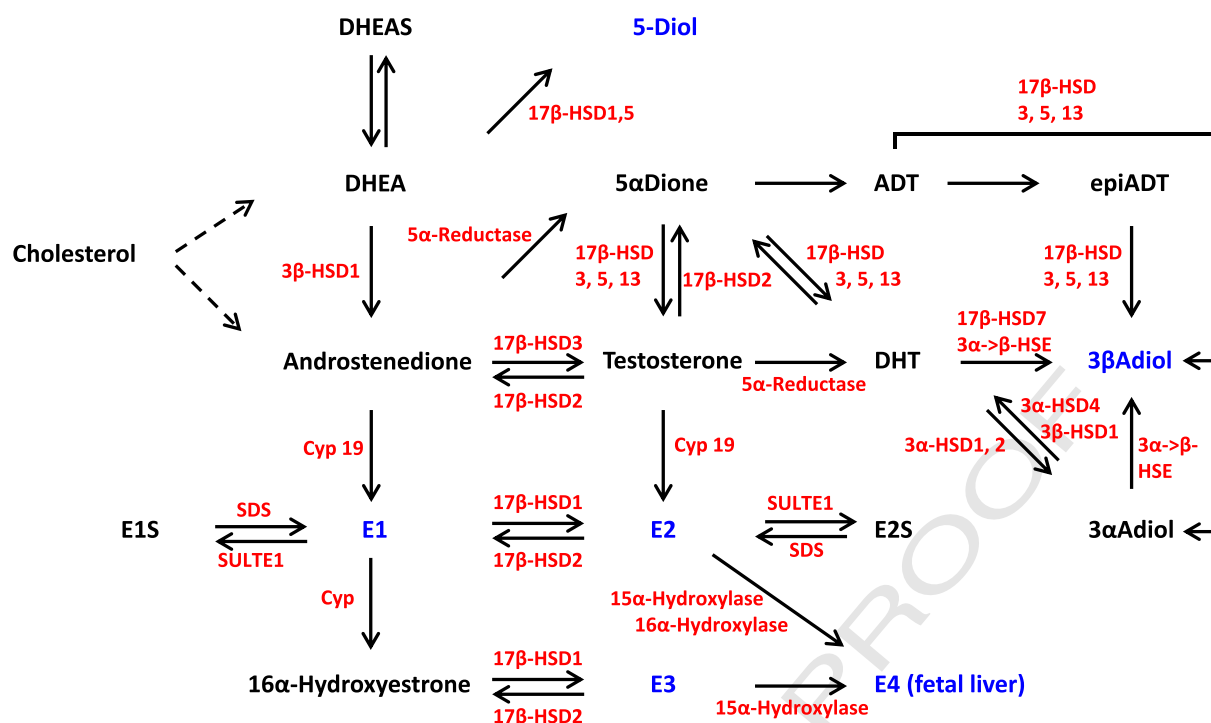 DHEAS
5-Diol
17β-HSD
3, 5, 13
17β-HSD1,5
DHEA
5αDione
ADT
epiADT
5α-Reductase
Cholesterol
3β-HSD1
17β-HSD
3, 5, 13
17β-HSD2
17β-HSD
3, 5, 13
17β-HSD
3, 5, 13
17β-HSD3
17β-HSD7
3α->β-HSE
Androstenedione
Testosterone
DHT
3βAdiol
17β-HSD2
5α-Reductase
3α-HSD4
3β-HSD1
Cyp 19
Cyp 19
3α-HSD1, 2
3α->β-
HSE
SDS
17β-HSD1
SULTE1
E1S
E1
E2
E2S
3αAdiol
SULTE1
17β-HSD2
SDS
Cyp
15α-Hydroxylase
16α-Hydroxylase
17β-HSD1
16α-Hydroxyestrone
E3
E4 (fetal liver)
17β-HSD2
15α-Hydroxylase
PROOF